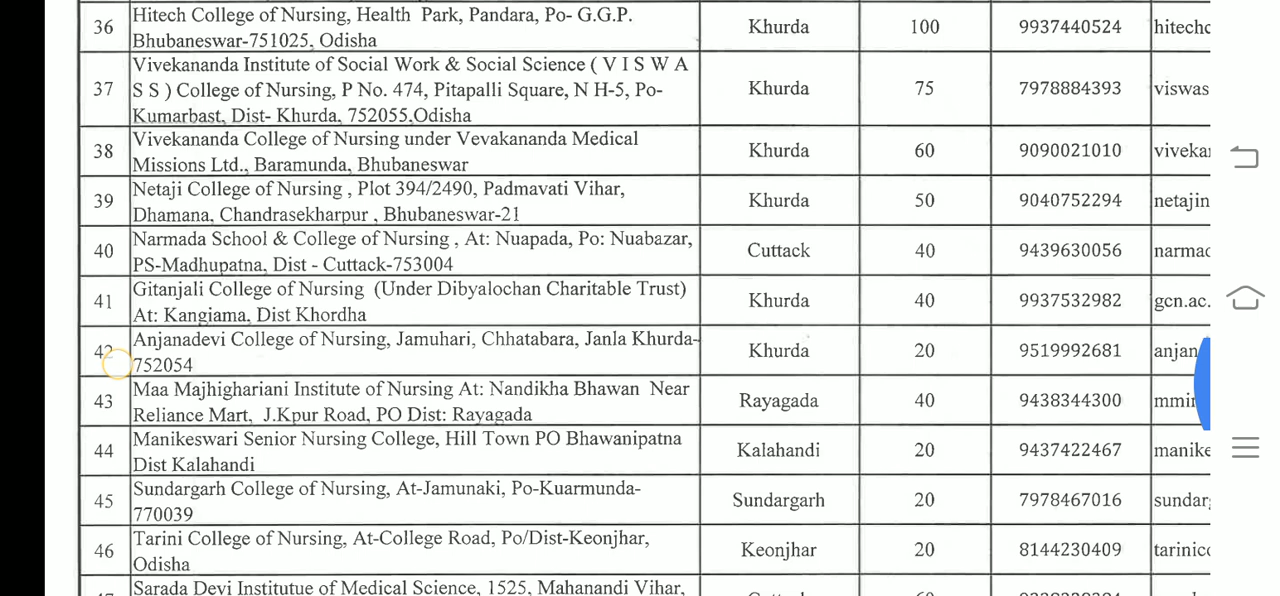 36 Hitech College of Nursing, Health Park, Pandara, Po- G.G.P. Khurda 100 9937440524 hitechc
Bhubaneswar-751025, Odisha
Vivekananda Institute of Social Work & Social Science ( V I S W A
37 S S ) College of Nursing, P No. 474, Pitapalli Square, N H-5, Po- Khurda 75 7978884393 viswas
Kumarbast, Dist- Khurda, 752055,Odisha
38 Vivekananda College of Nursing under Vevakananda Medical Khurda 60 9090021010 viveka
Missions Ltd., Baramunda, Bhubaneswar
39 Netaji College of Nursing , Plot 394/2490, Padmavati Vihar, Khurda 50 9040752294 netajin
Dhamana, Chandrasekharpur , Bhubaneswar-21
40 Narmada School & College of Nursing , At: Nuapada, Po: Nuabazar, Cuttack 40 9439630056 narmac
PS-Madhupatna, Dist - Cuttack-753004
41 Gitanjali College of Nursing (Under Dibyalochan Charitable Trust) Khurda 40 9937532982 gcn.ac.
At: Kangiama, Dist Khordha
42 Anjanadevi College of Nursing, Jamuhari, Chhatabara, Janla Khurda- Khurda 20 9519992681 anjan
752054
43 Maa Majhighariani Institute of Nursing At: Nandikha Bhawan Near Rayagada 40 9438344300 mmi
Reliance Mart, J.Kpur Road, PO Dist: Rayagada
44 Manikeswari Senior Nursing College, Hill Town PO Bhawanipatna Kalahandi 20 9437422467 manike
Dist Kalahandi
45 Sundargarh College of Nursing, At-Jamunaki, Po-Kuarmunda- Sundargarh 20 7978467016 sundar
770039
46 Tarini College of Nursing, At-College Road, Po/Dist-Keonjhar, Keonjhar 20 8144230409 tarinic
Odisha
Sarada Devi Institutue of Medical Science, 1525, Mahanandi Vihar,